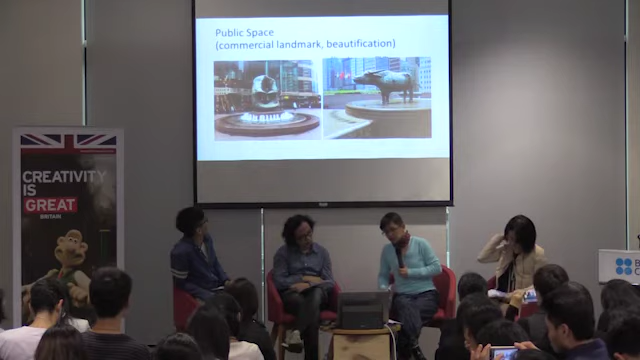 Public Space
(commercial landmark, beautification)
CREATIVITY
IS
GREAT
BRITAIN